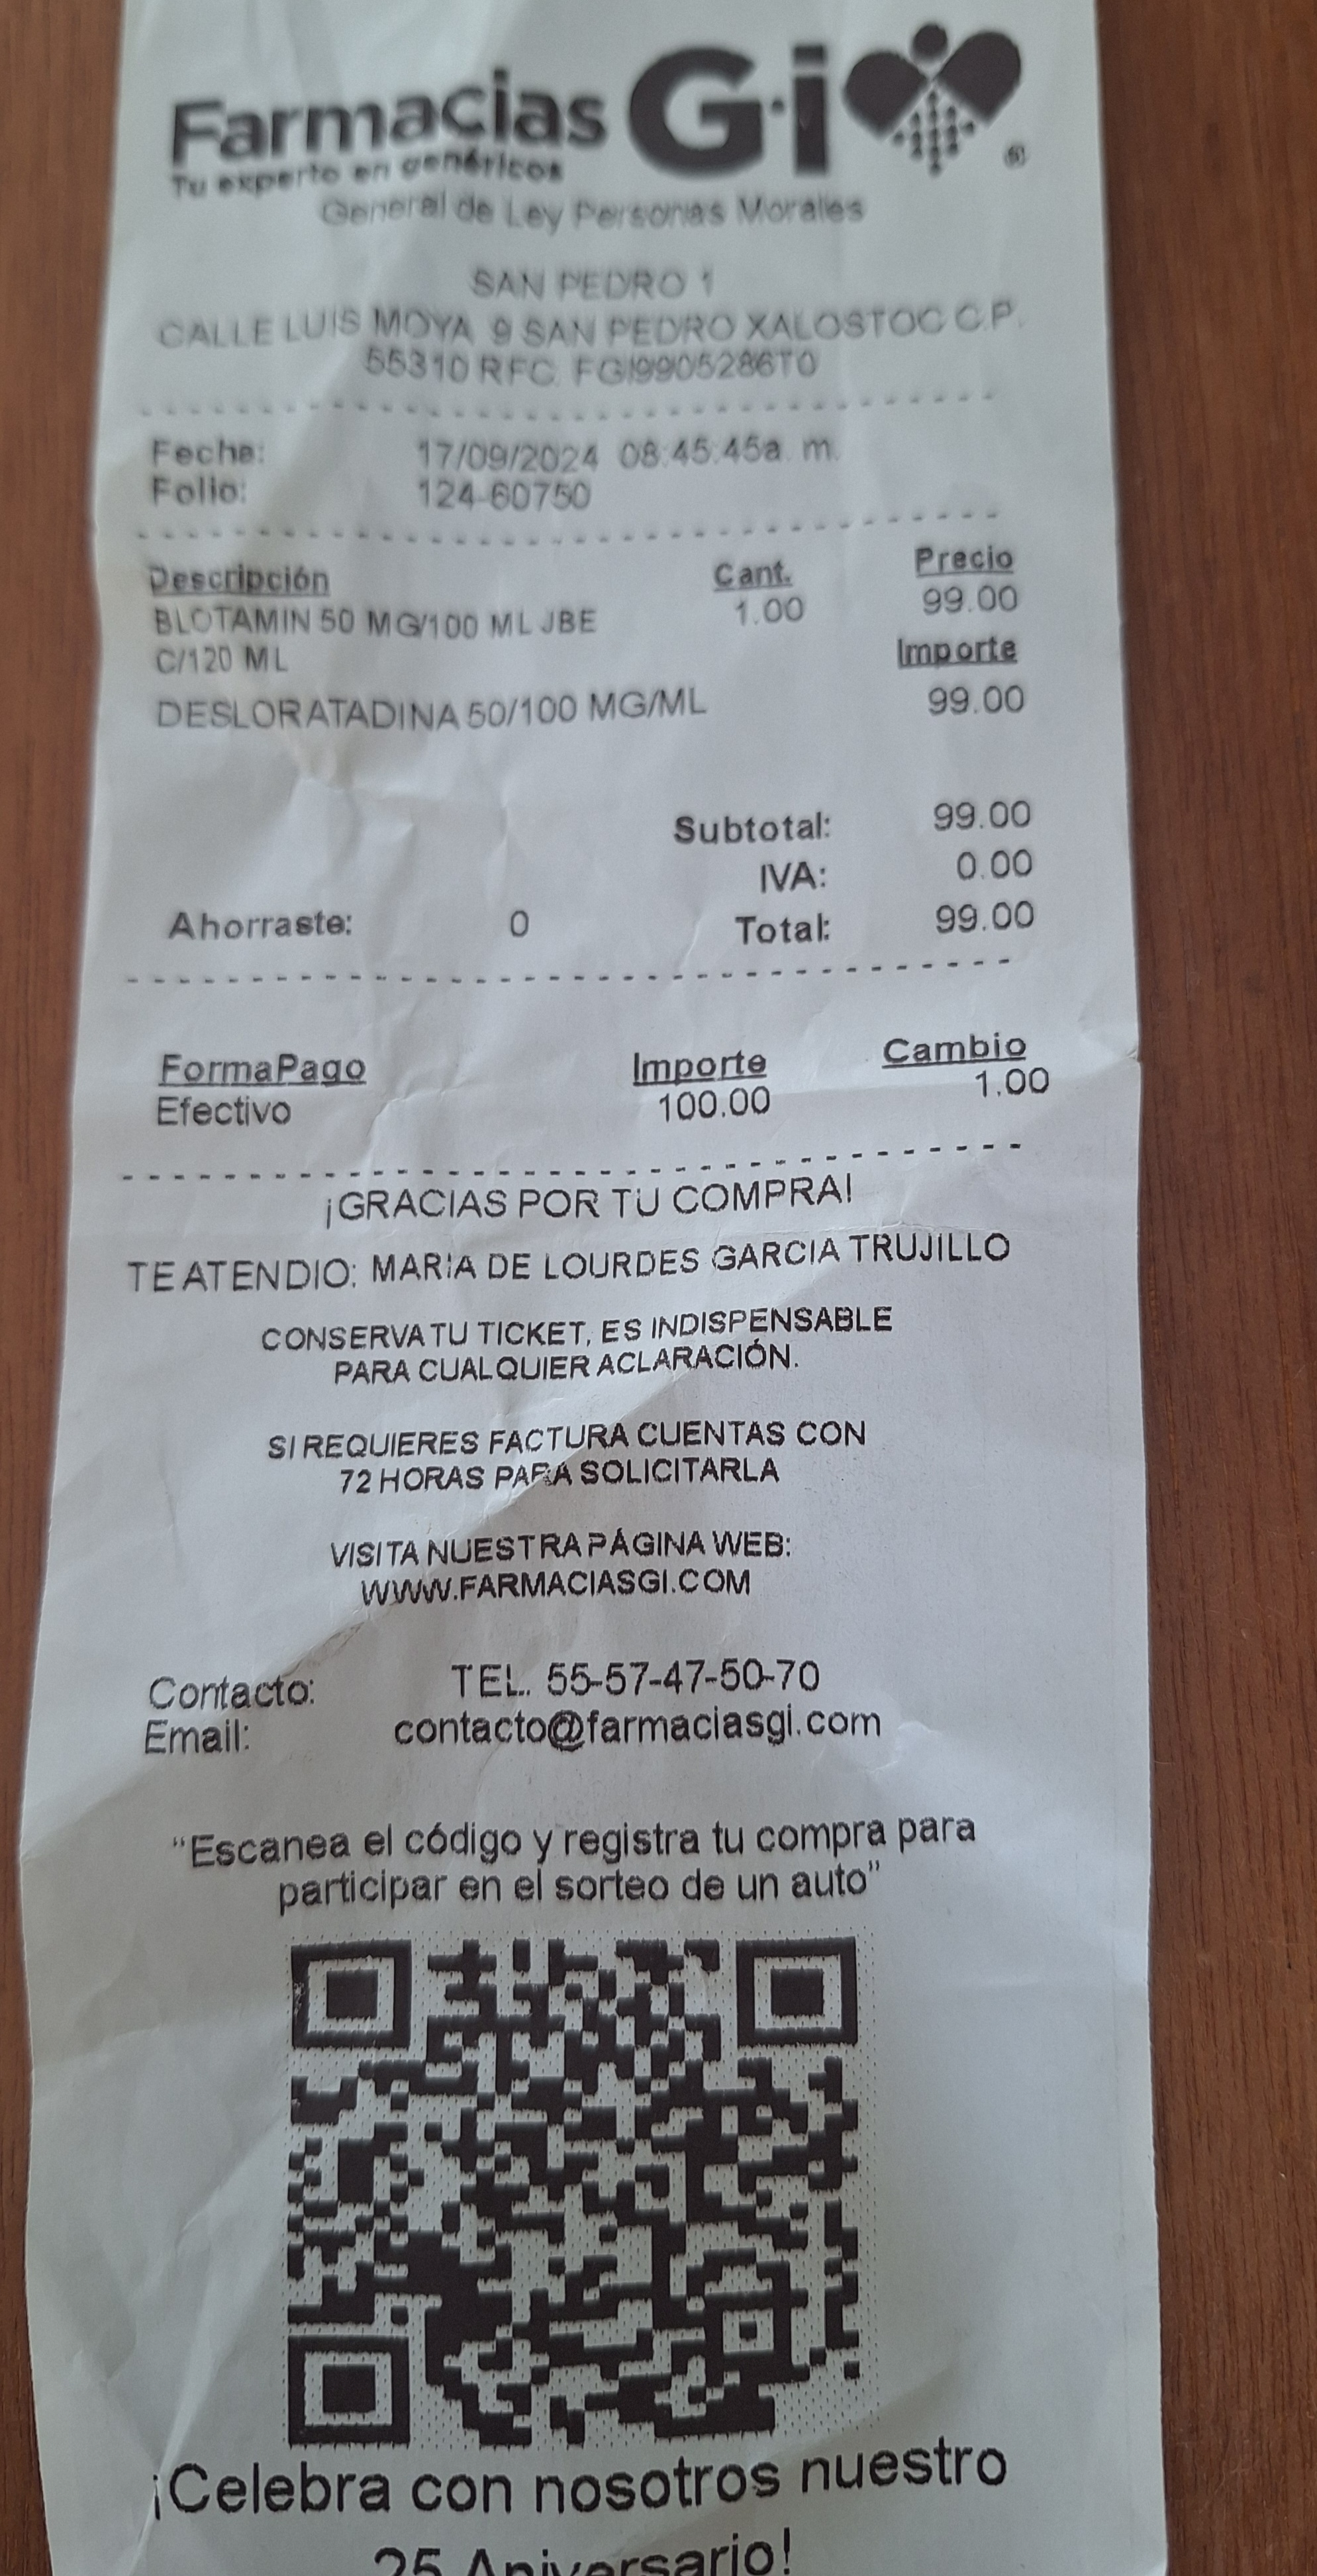 Farmacias G·i ®
Tu experto en genéricos
General de Ley Personas Morales
SAN PEDRO 1
CALLE LUIS MOYA 9 SAN PEDRO XALOSTOC C.P.
55310 RFC. FGI9905286T0
Fecha: 17/09/2024 08:45:45a. m.
Folio: 124-60750
Descripción Cant. Precio
BLOTAMIN 50 MG/100 ML JBE 1.00 99.00
C/120 ML Importe
DESLORATADINA 50/100 MG/ML 99.00
Subtotal: 99.00
IVA: 0.00
Ahorraste: 0 Total: 99.00
FormaPago Importe Cambio
Efectivo 100.00 1.00
¡GRACIAS POR TU COMPRA!
TE ATENDIO: MARIA DE LOURDES GARCIA TRUJILLO
CONSERVA TU TICKET, ES INDISPENSABLE
PARA CUALQUIER ACLARACIÓN.
SI REQUIERES FACTURA CUENTAS CON
72 HORAS PARA SOLICITARLA
VISITA NUESTRA PÁGINA WEB:
WWW.FARMACIASGI.COM
Contacto: TEL. 55-57-47-50-70
Email: contacto@farmaciasgi.com
"Escanea el código y registra tu compra para
participar en el sorteo de un auto"
¡Celebra con nosotros nuestro
25 Aniversario!